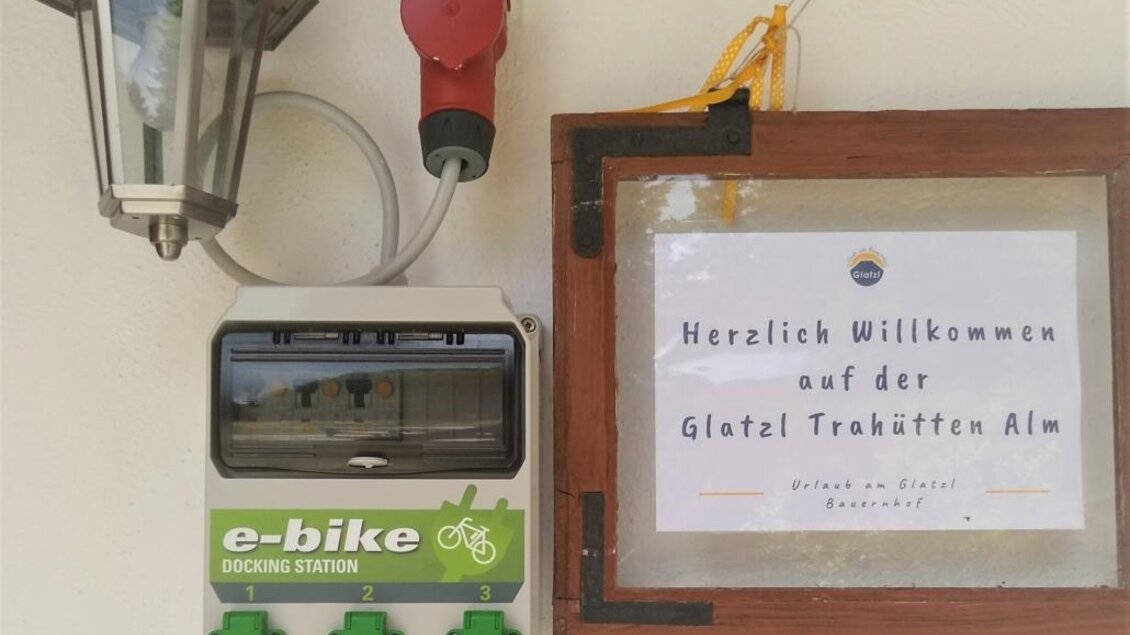 Glatzl
Herzlich Willkommen
auf der
Glatzl Trahütten Alm
Urlaub am Glatzl
Bauernhof
e-bike
DOCKING STATION
1 2 3